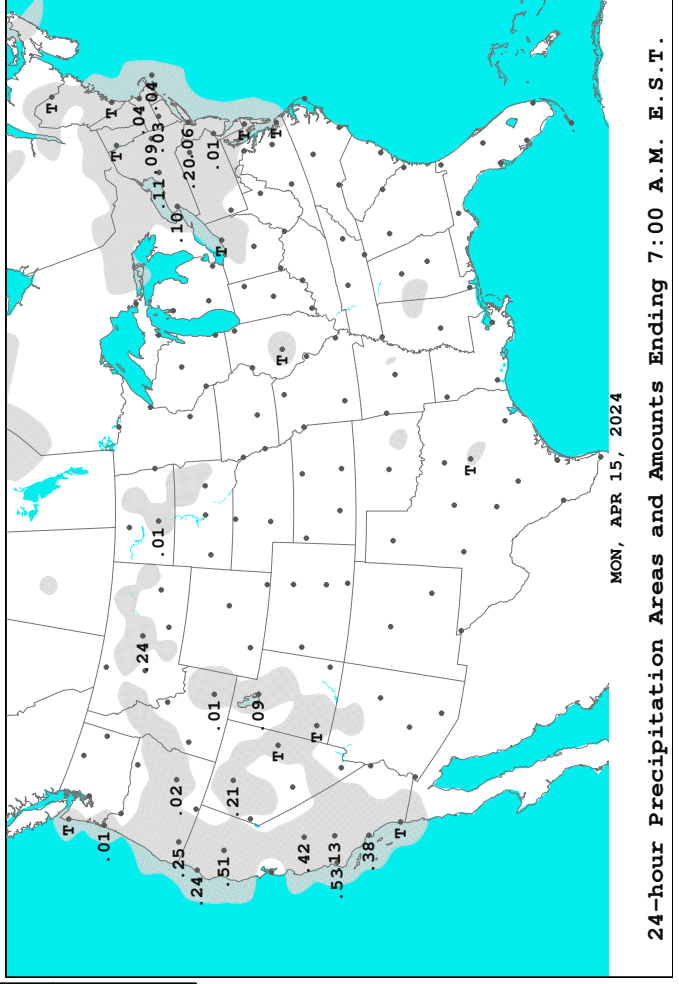 T
T
.01
T
T
.04
.24
.04
.09
.03
.01
.11
.10
.02
.25
.06
.20
.24
.01
.01
T
.51
.21
T
.09
T
T
T
.42
T
.13
.53
.38
T
T
MON, APR 15, 2024
24-hour Precipitation Areas and Amounts Ending 7:00 A.M. E.S.T.